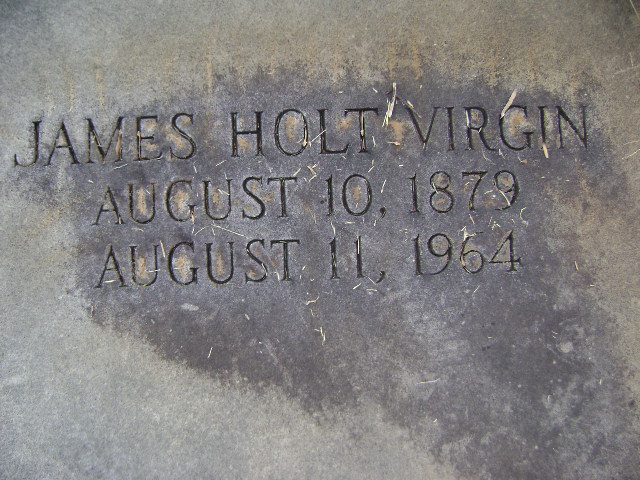 JAMES HOLT VIRGIN
AUGUST 10, 1879
AUGUST 11, 1964